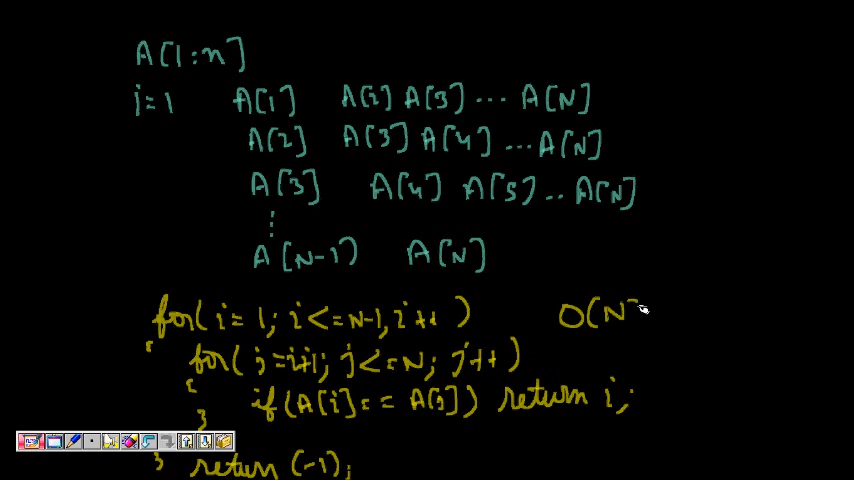 A[1:n]
i=1 A[1] A[2] A[3] ... A[N]
A[2] A[3] A[4] ... A[N]
A[3] A[4] A[5] .. A[N]
⋮
A[N-1) A[N]
for(i=1; i<=N-1, i++) O(N
{
for(j=i+1; j<=N; j++)
{
if(A[i]== A[j]) return i;
}
} return (-1);